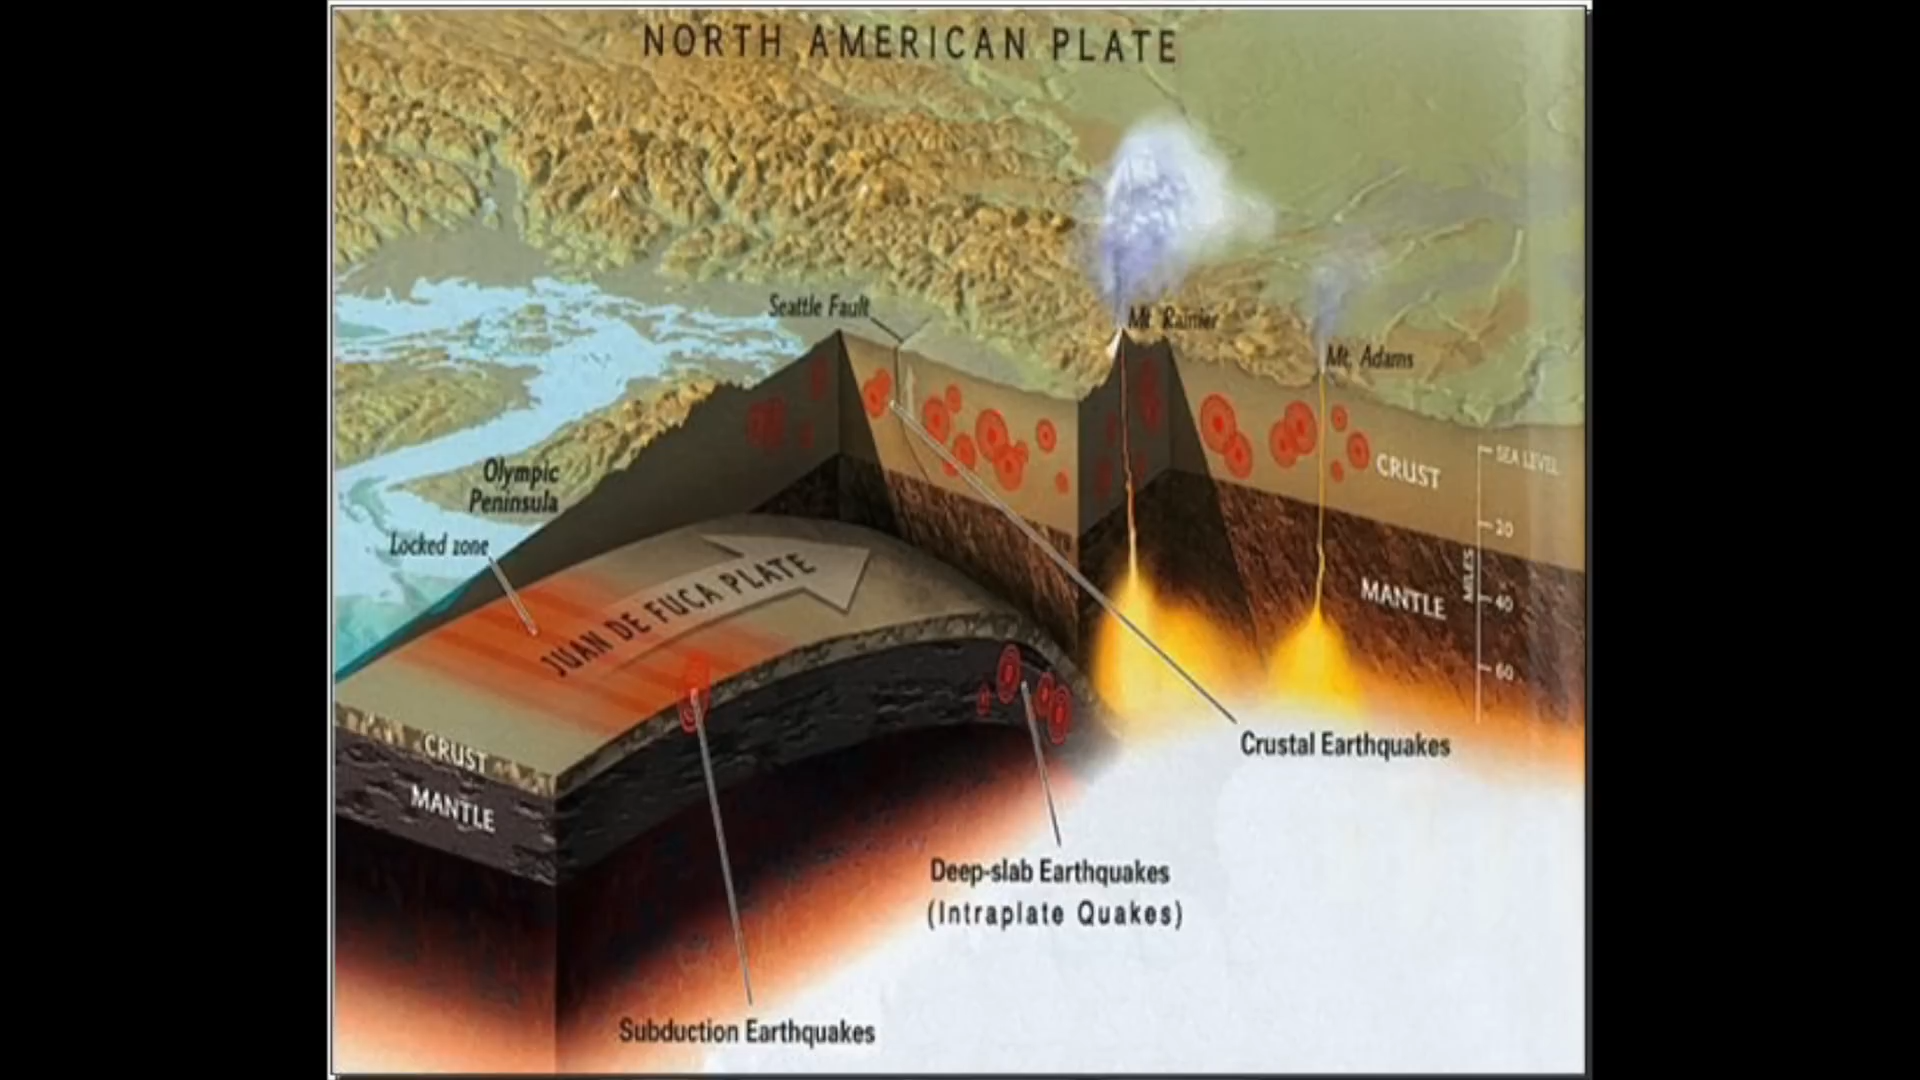 NORTH AMERICAN PLATE
Seattle Fault
Mt. Rainier
Mt. Adams
Olympic
Peninsula
Locked zone
JUAN DE FUCA PLATE
CRUST
MANTLE
CRUST
MANTLE
SEA LEVEL
20
MILES
40
60
Crustal Earthquakes
Deep-slab Earthquakes
(Intraplate Quakes)
Subduction Earthquakes